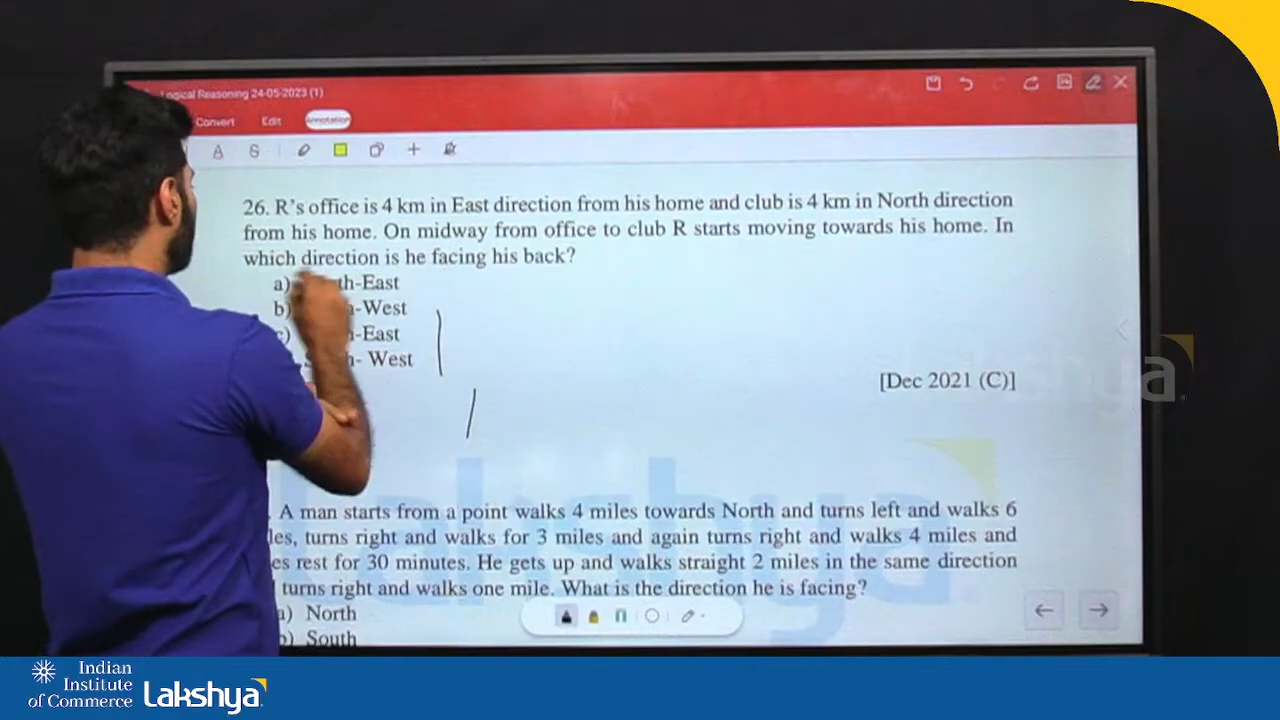 Logical Reasoning 24-05-2023 (1)
Convert Edit Annotation
26. R's office is 4 km in East direction from his home and club is 4 km in North direction
from his home. On midway from office to club R starts moving towards his home. In
which direction is he facing his back?
a) th-East
b) -West
c) -East
S h- West
[Dec 2021 (C)]
. A man starts from a point walks 4 miles towards North and turns left and walks 6
les, turns right and walks for 3 miles and again turns right and walks 4 miles and
es rest for 30 minutes. He gets up and walks straight 2 miles in the same direction
turns right and walks one mile. What is the direction he is facing?
a) North
b) South
Lakshya
Lakshya
Indian
Institute
of Commerce
Lakshya